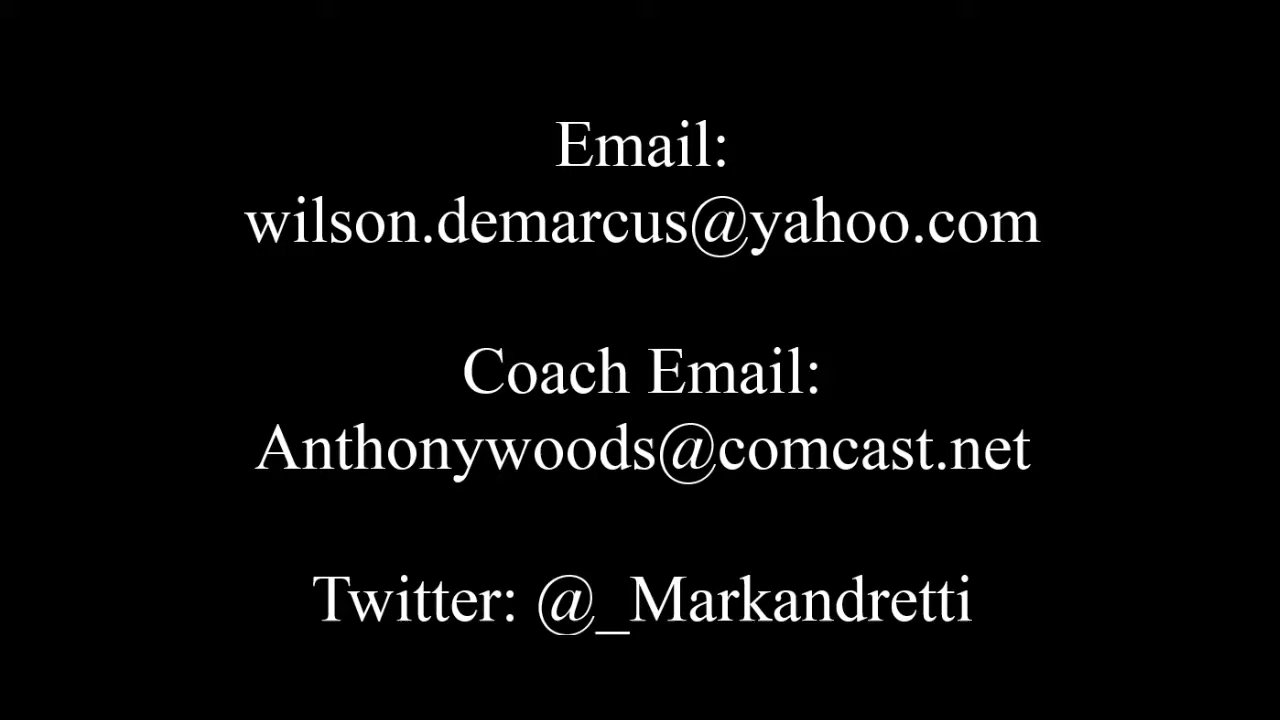 Email:
wilson.demarcus@yahoo.com
Coach Email:
Anthonywoods@comcast.net
Twitter: @_Markandretti